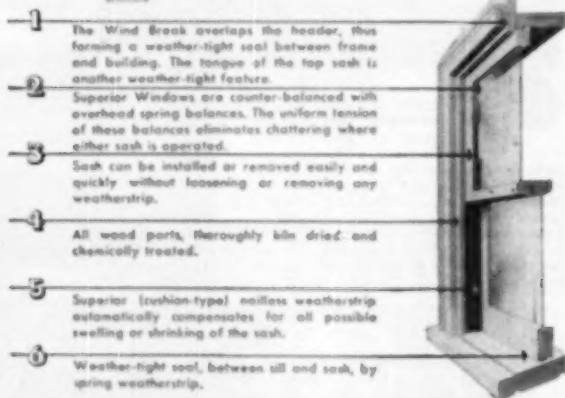 1
The Wind Break overlaps the header, thus
forming a weather-tight seal between frame
and building. The tongue of the top sash is
another weather-tight feature.
2
Superior Windows are counter-balanced with
overhead spring balances. The uniform tension
of these balances eliminates chattering where
either sash is operated.
3
Sash can be installed or removed easily and
quickly without loosening or removing any
weatherstrip.
4
All wood parts, thoroughly kiln dried and
chemically treated.
5
Superior (cushion-type) nailless weatherstrip
automatically compensates for all possible
swelling or shrinking of the sash.
6
Weather-tight seal, between sill and sash, by
spring weatherstrip.